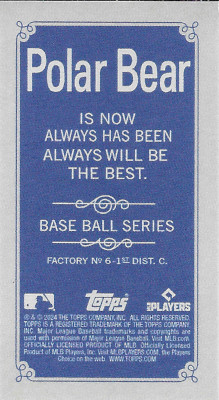 Polar Bear
IS NOW
ALWAYS HAS BEEN
ALWAYS WILL BE
THE BEST.
BASE BALL SERIES
FACTORY Nº 6-1ST DIST. C.
topps
MLB PLAYERS
® & © 2024 THE TOPPS COMPANY, INC. ALL RIGHTS RESERVED.
TOPPS IS A REGISTERED TRADEMARK OF THE TOPPS COMPANY,
INC. Major League Baseball trademarks and copyrights are
used with permission of Major League Baseball. Visit MLB.com.
OFFICIALLY LICENSED PRODUCT OF MLB Officially Licensed
Product of MLB Players, Inc. Visit MLBPLAYERS.com, the Players
Choice on the web. WWW.TOPPS.COM